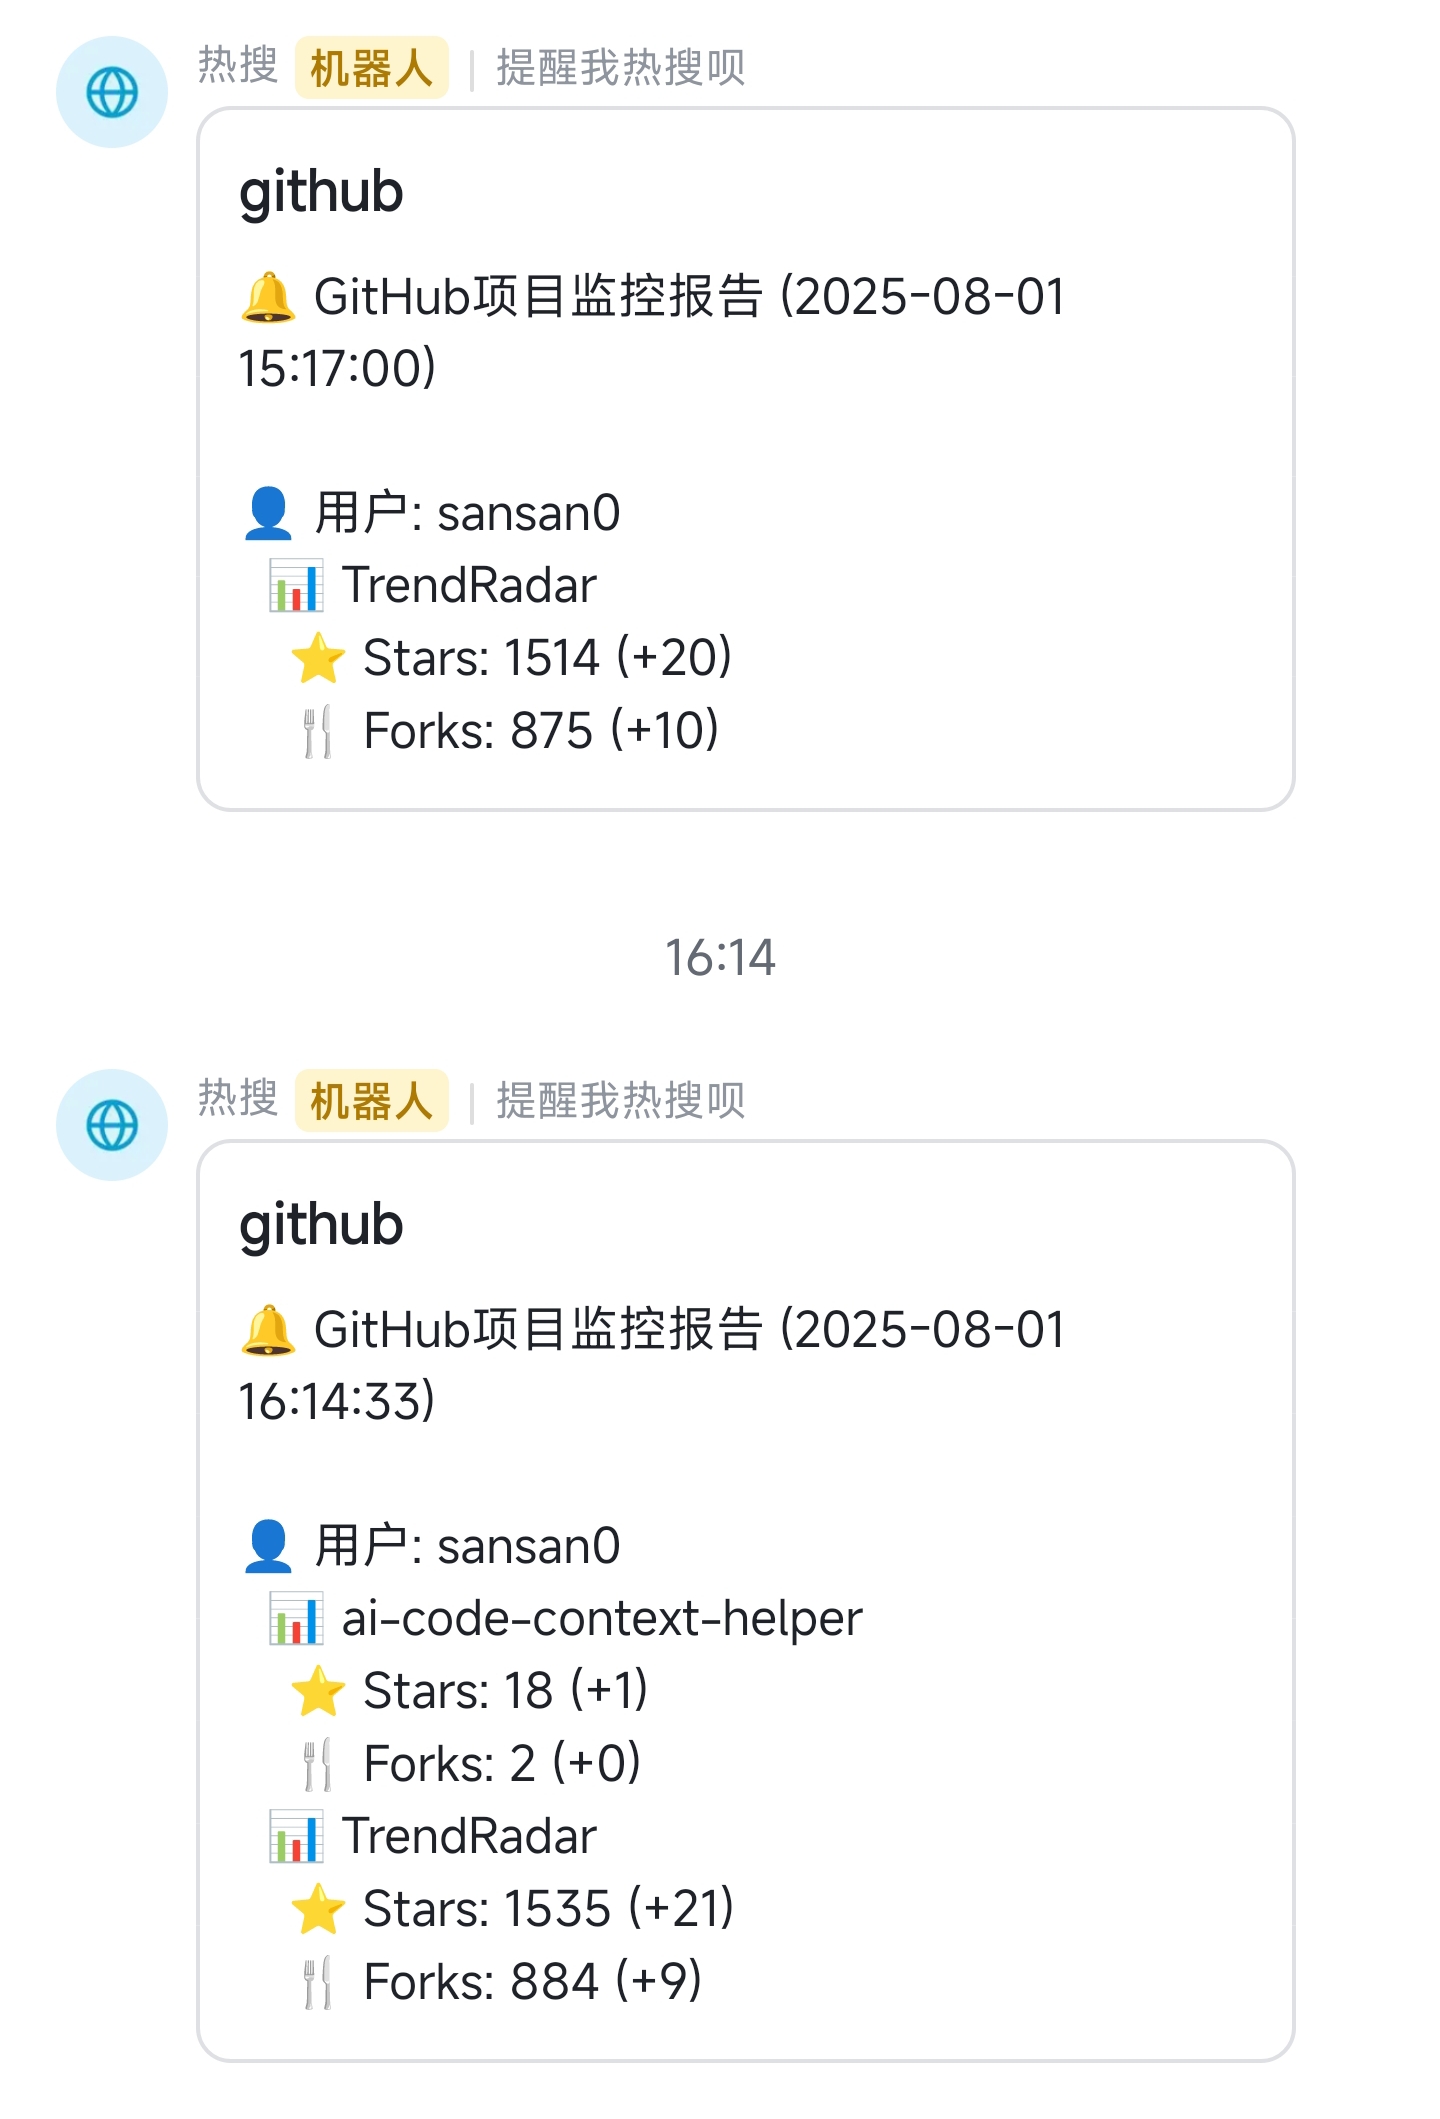 热搜 机器人 | 提醒我热搜呗
github
🔔 GitHub项目监控报告 (2025-08-01
15:17:00)
👤 用户: sansan0
📊 TrendRadar
⭐ Stars: 1514 (+20)
🍴 Forks: 875 (+10)
16:14
热搜 机器人 | 提醒我热搜呗
github
🔔 GitHub项目监控报告 (2025-08-01
16:14:33)
👤 用户: sansan0
📊 ai-code-context-helper
⭐ Stars: 18 (+1)
🍴 Forks: 2 (+0)
📊 TrendRadar
⭐ Stars: 1535 (+21)
🍴 Forks: 884 (+9)